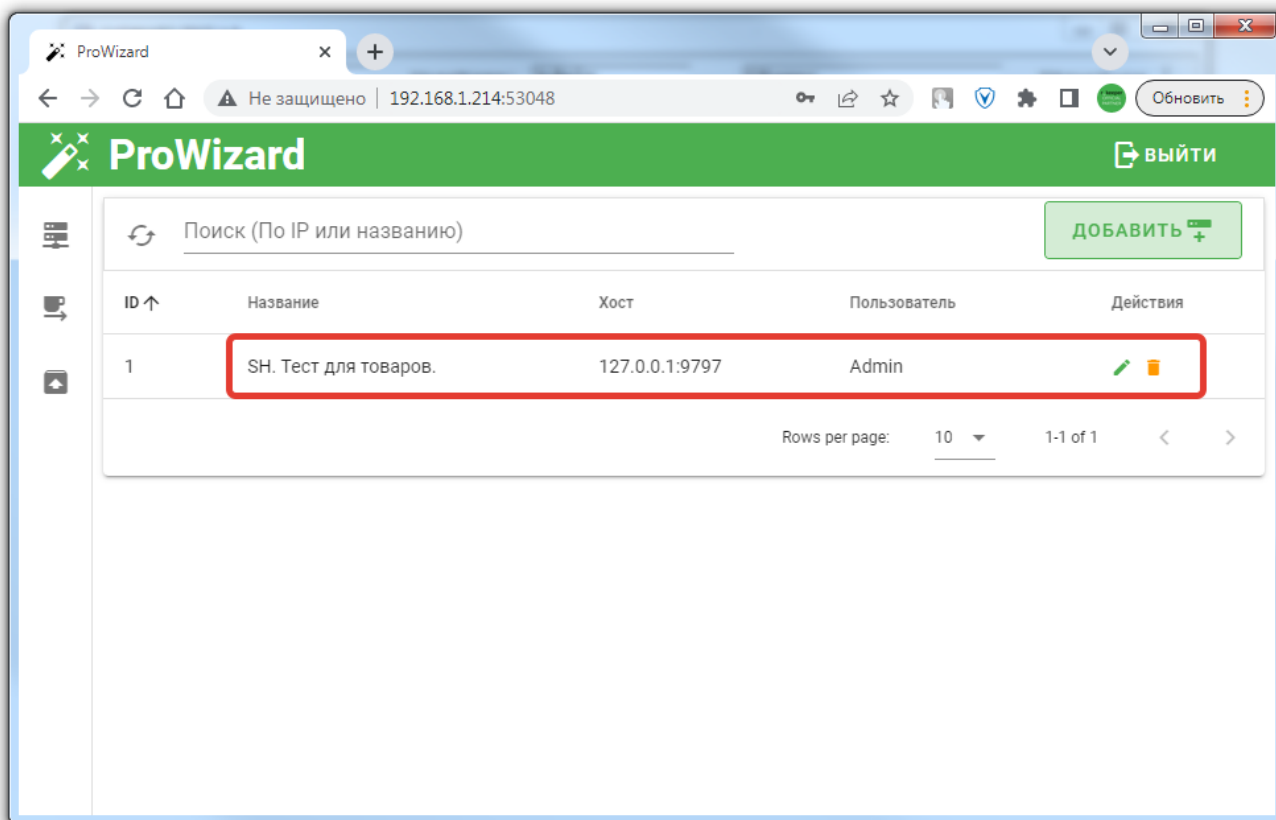 ProWizard
Не защищено 192.168.1.214:53048 Обновить
ProWizard ВЫЙТИ
Поиск (По IP или названию) ДОБАВИТЬ
ID Название Хост Пользователь Действия
1 SH. Тест для товаров. 127.0.0.1:9797 Admin
Rows per page: 10 1-1 of 1